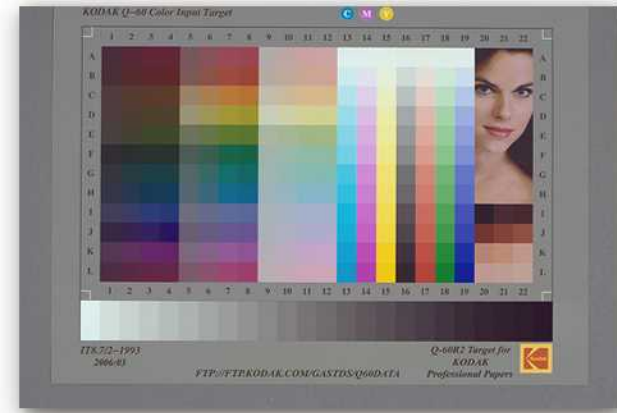 KODAK Q-60 Color Input Target
C M Y
1 2 3 4 5 6 7 8 9 10 11 12 13 14 15 16 17 18 19 20 21 22
A A
B B
C C
D D
E E
F F
G G
H H
I I
J J
K K
L L
1 2 3 4 5 6 7 8 9 10 11 12 13 14 15 16 17 18 19 20 21 22
IT8.7/2-1993
2006:03
Q-60R2 Target for
KODAK
Professional Papers
Kodak
FTP://FTP.KODAK.COM/GASTDS/Q60DATA